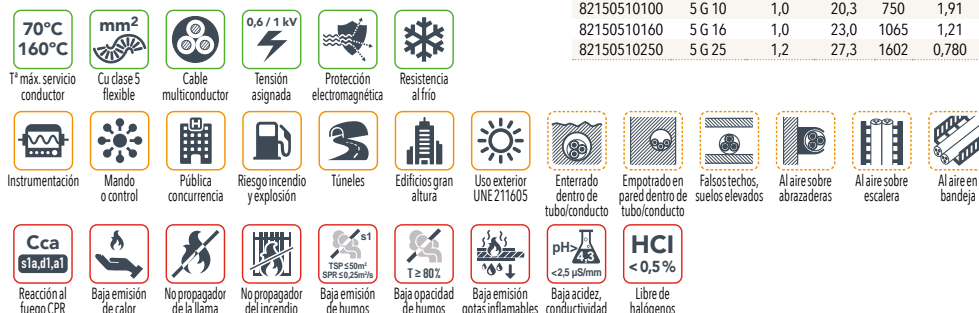 82150510100 5 G 10 1,0 20,3 750 1,91
82150510160 5 G 16 1,0 23,0 1065 1,21
82150510250 5 G 25 1,2 27,3 1602 0,780
70°C
160°C
mm²
0,6 / 1 kV
Tª máx. servicio
conductor
Cu clase 5
flexible
Cable
multiconductor
Tensión
asignada
Protección
electromagnética
Resistencia
al frío
H
Instrumentación
Mando
o control
Pública
concurrencia
Riesgo incendio
y explosión
Túneles
Edificios gran
altura
Uso exterior
UNE 211605
Enterrado
dentro de
tubo/conducto
Empotrado en
pared dentro de
tubo/conducto
Falsos techos,
suelos elevados
Al aire sobre
abrazaderas
Al aire sobre
escalera
Al aire en
bandeja
Cca
s1a,d1,a1
s1
TSP ≤ 50m²
SPR ≤ 0,25m²/s
T ≥ 80%
pH>
4,3
<2,5 µS/mm
HCl
< 0,5 %
Reacción al
fuego CPR
Baja emisión
de calor
No propagador
de la llama
No propagador
del incendio
Baja emisión
de humos
Baja opacidad
de humos
Baja emisión
gotas inflamables
Baja acidez,
conductividad
Libre de
halógenos